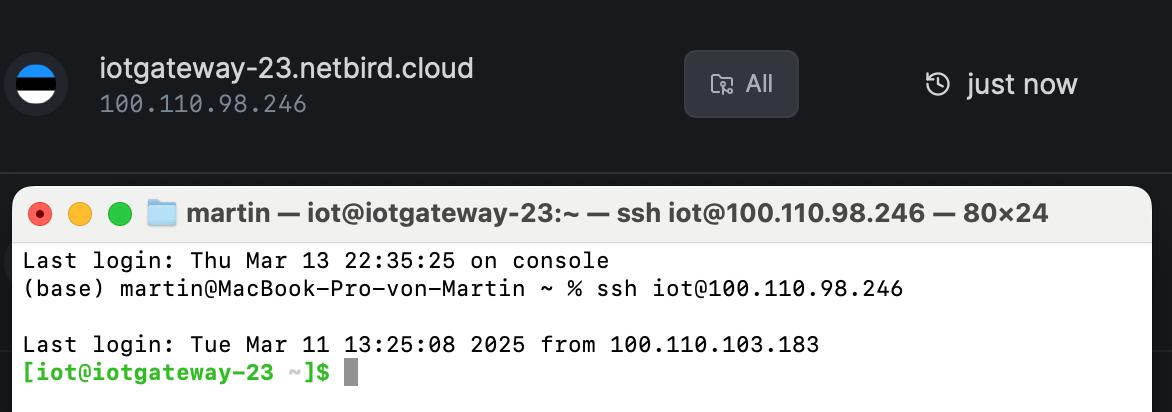 iotgateway-23.netbird.cloud
100.110.98.246
All
just now
martin — iot@iotgateway-23:~ — ssh iot@100.110.98.246 — 80×24
Last login: Thu Mar 13 22:35:25 on console
(base) martin@MacBook-Pro-von-Martin ~ % ssh iot@100.110.98.246
Last login: Tue Mar 11 13:25:08 2025 from 100.110.103.183
[iot@iotgateway-23 ~]$